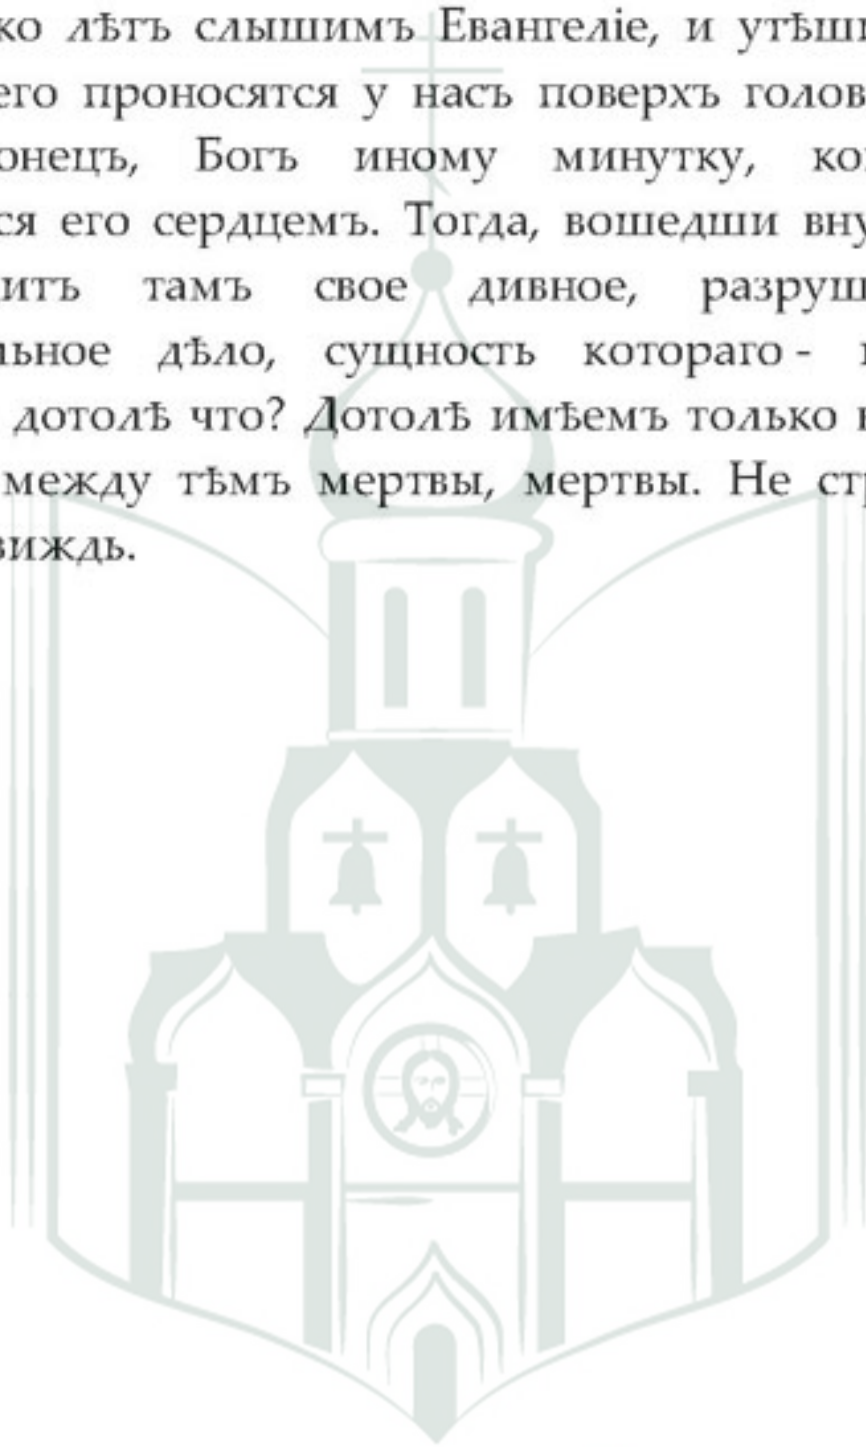 ко лѣтъ слышимъ Евангеліе, и утѣши
его проносятся у насъ поверхъ голов
онецъ, Богъ иному минутку, ко
ся его сердцемъ. Тогда, вошедши вну
итъ тамъ свое дивное, разруш
льное дѣло, сущность котораго -
дотолѣ что? Дотолѣ имѣемъ только
между тѣмъ мертвы, мертвы. Не стр
виждь.